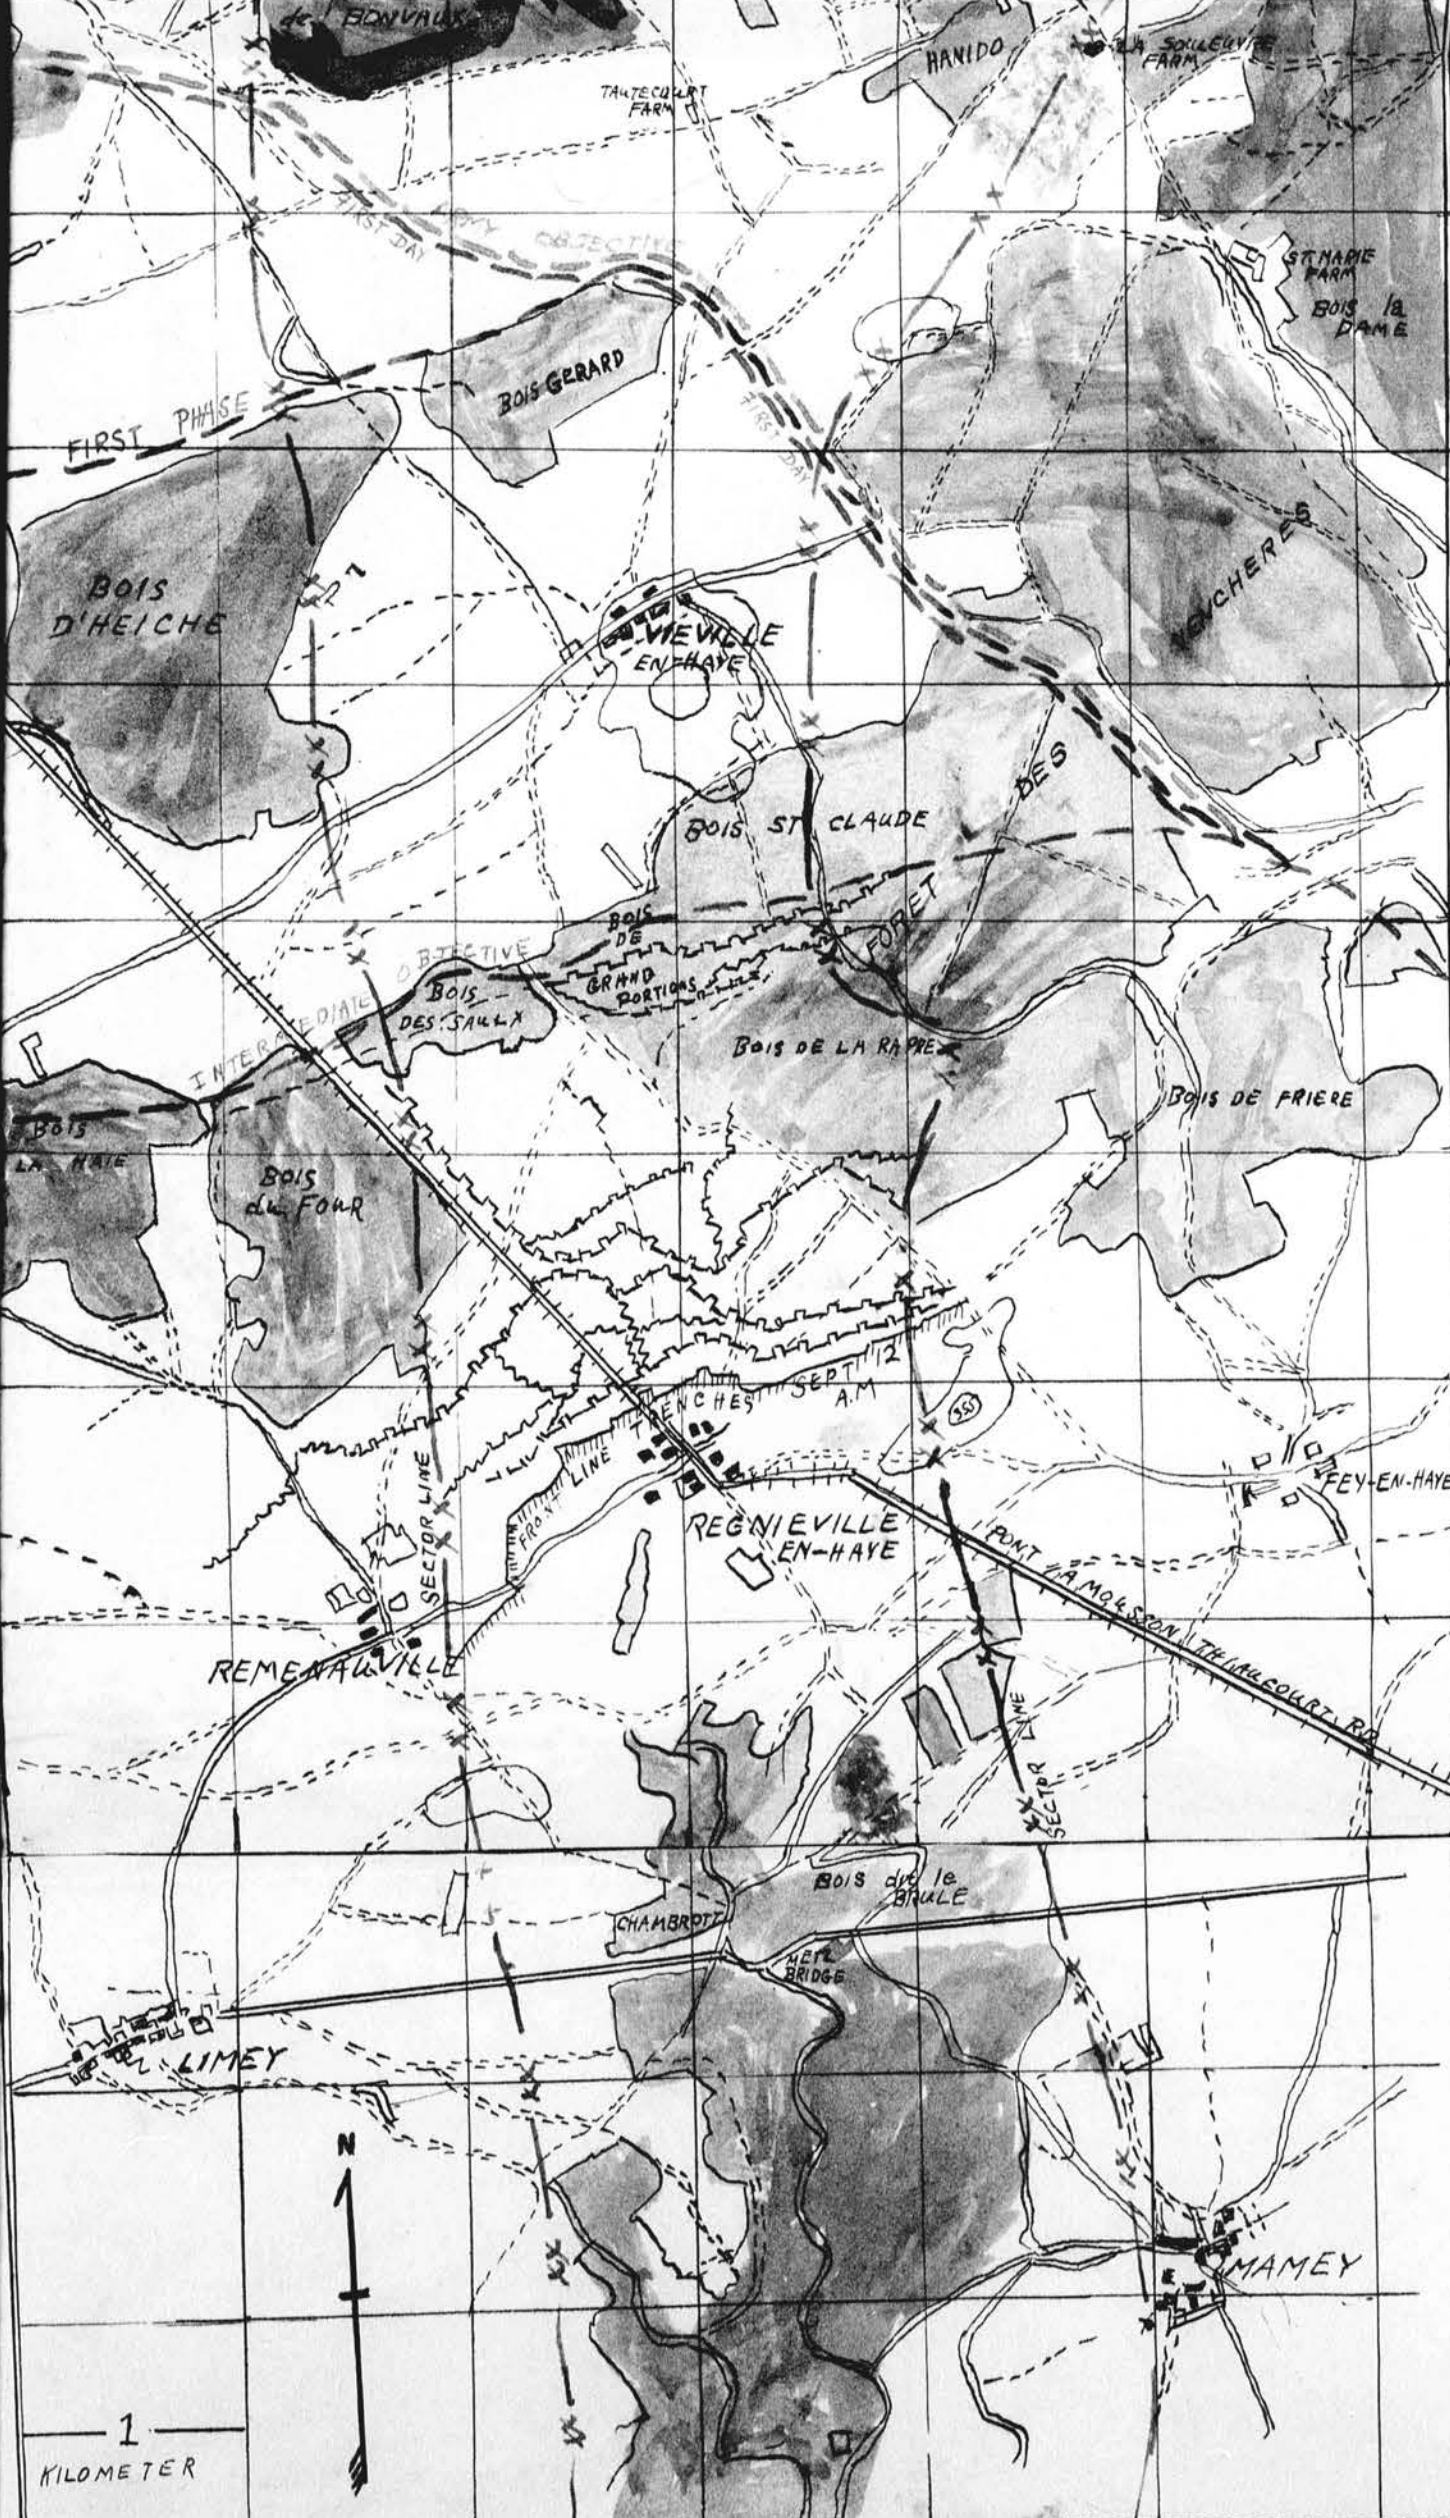 de BONVAUX
HANIDO
LA SOULEUVRE
FARM
TAUTECOURT
FARM
ARMY OBJECTIVE
FIRST DAY
ST. MARIE
FARM
BOIS la
DAME
BOIS GERARD
FIRST PHASE
FIRST DAY
BOIS
D'HEICHE
VIEVILLE
EN-HAYE
FORET DES VENCHERES
BOIS ST CLAUDE
BOIS
DE
GRAND
PORTIONS
INTERMEDIATE OBJECTIVE
BOIS
DES SAULX
BOIS DE LA RAPPE
BOIS DE FRIERE
BOIS
LA HAIE
BOIS
du FOUR
FRONT LINE TRENCHES SEPT 12
A.M
355
SECTOR LINE
FEY-EN-HAYE
REGNIEVILLE
EN-HAYE
PONT A MOUSSON THIAUCOURT RD
REMENAUVILLE
SECTOR LINE
BOIS dit le
BRULE
CHAMBROTT
METZ
BRIDGE
LIMEY
N
MAMEY
1
KILOMETER